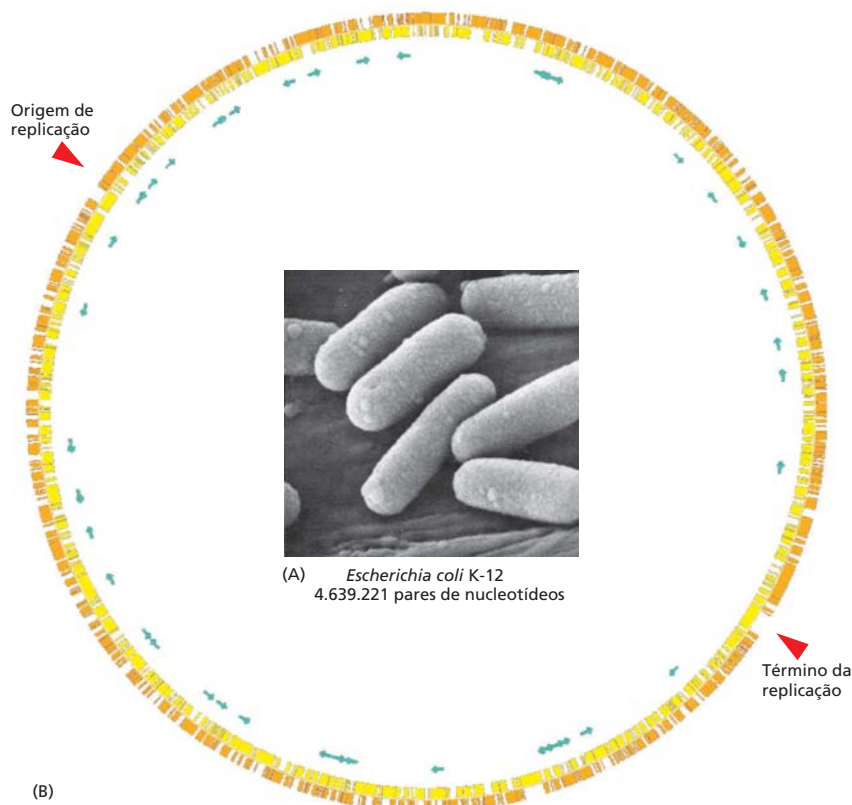 Origem de
replicação
(A) Escherichia coli K-12
4.639.221 pares de nucleotídeos
Término da
replicação
(B)